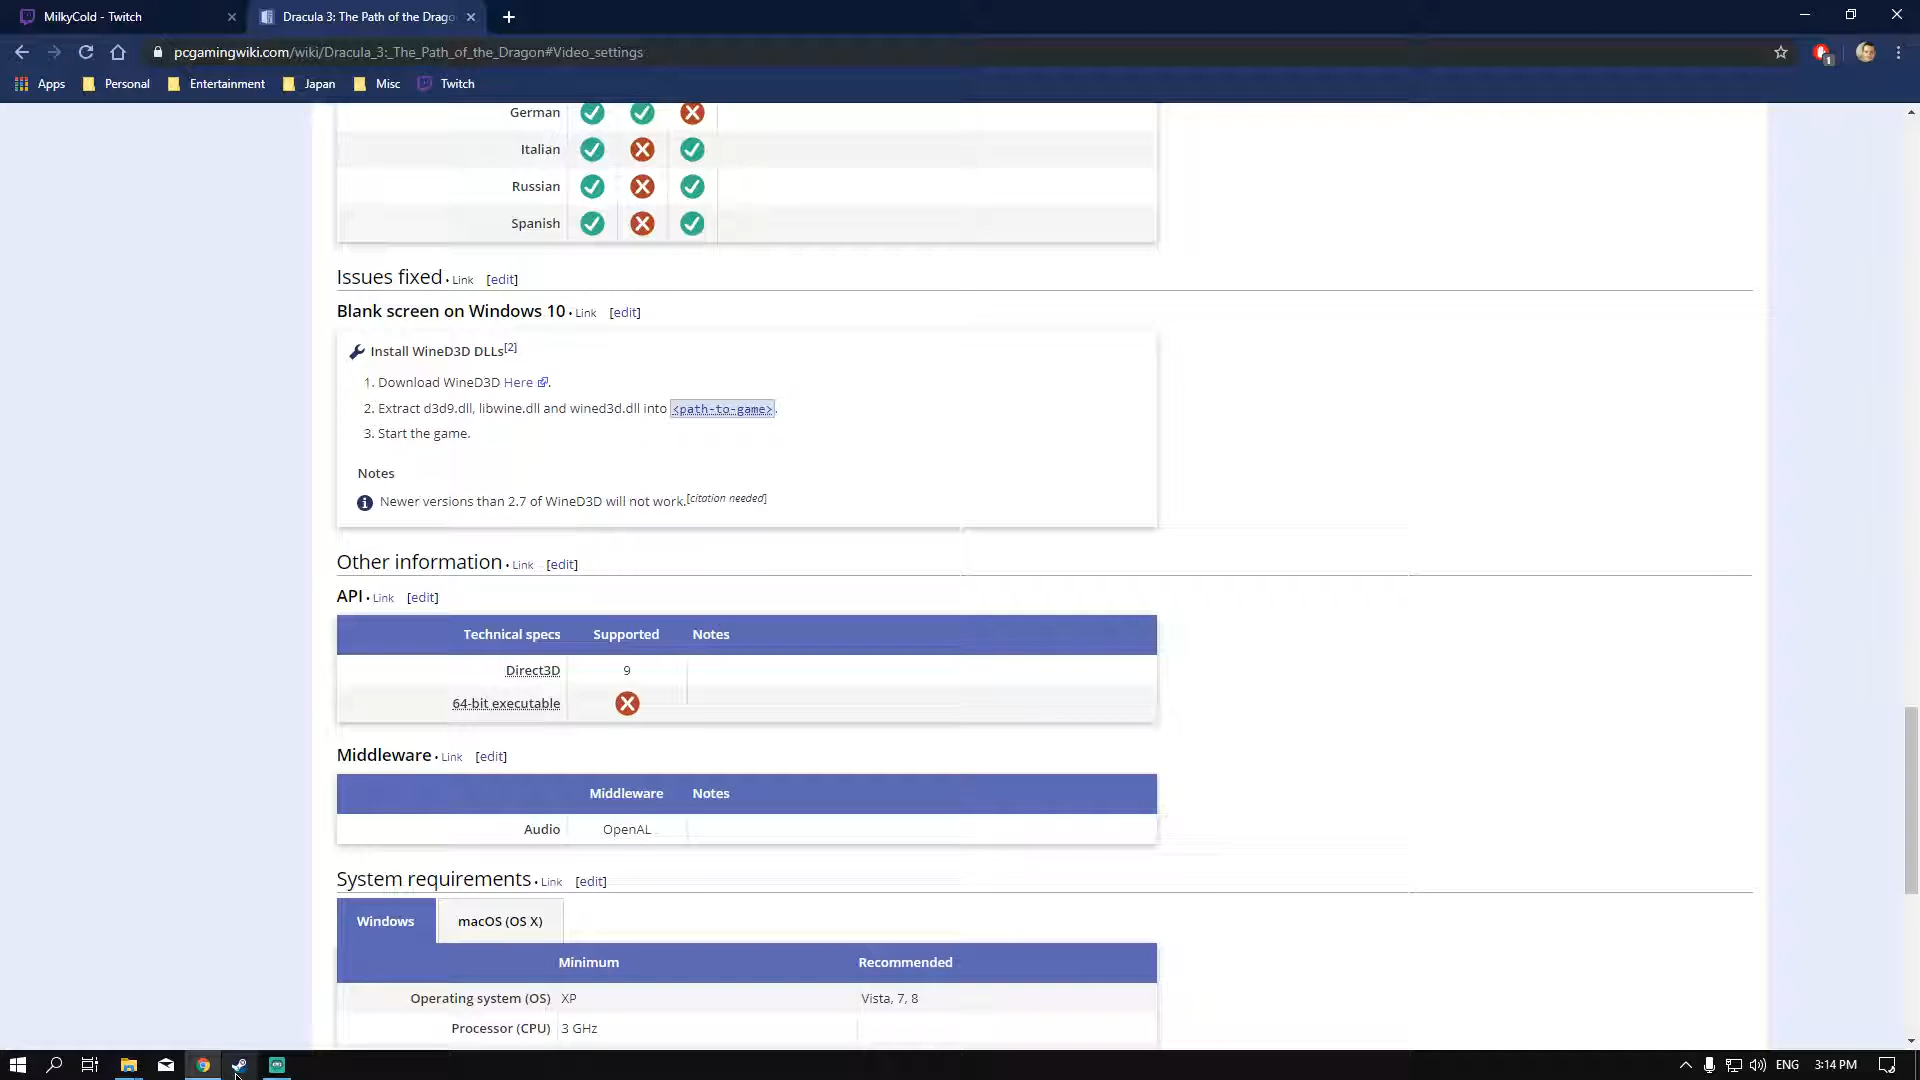 MilkyCold - Twitch
Dracula 3: The Path of the Drago
pcgamingwiki.com/wiki/Dracula_3:_The_Path_of_the_Dragon#Video_settings
1
Apps Personal Entertainment Japan Misc Twitch
German
Italian
Russian
Spanish
Issues fixed • Link [edit]
Blank screen on Windows 10 • Link [edit]
Install WineD3D DLLs[2]
1. Download WineD3D Here.
2. Extract d3d9.dll, libwine.dll and wined3d.dll into <path-to-game>.
3. Start the game.
Notes
Newer versions than 2.7 of WineD3D will not work.[citation needed]
Other information • Link [edit]
API • Link [edit]
Technical specs Supported Notes
Direct3D 9
64-bit executable
Middleware • Link [edit]
Middleware Notes
Audio OpenAL
System requirements • Link [edit]
Windows macOS (OS X)
Minimum Recommended
Operating system (OS) XP Vista, 7, 8
Processor (CPU) 3 GHz
ENG 3:14 PM